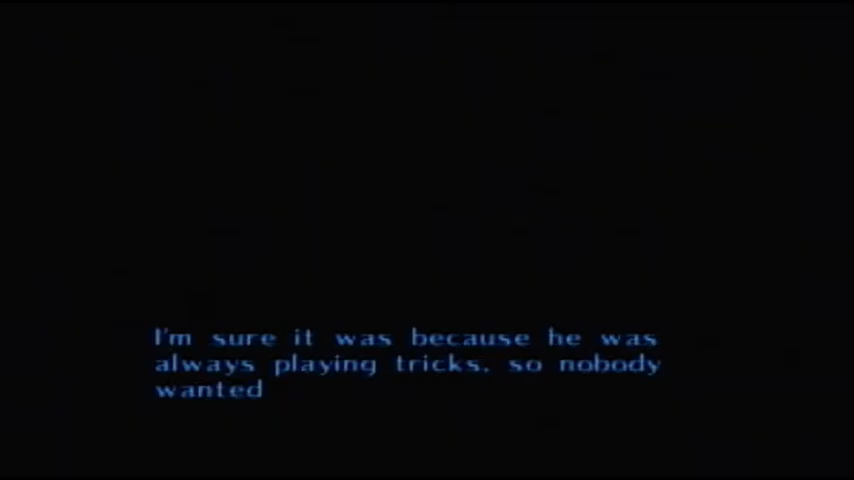 I'm sure it was because he was
always playing tricks, so nobody
wanted